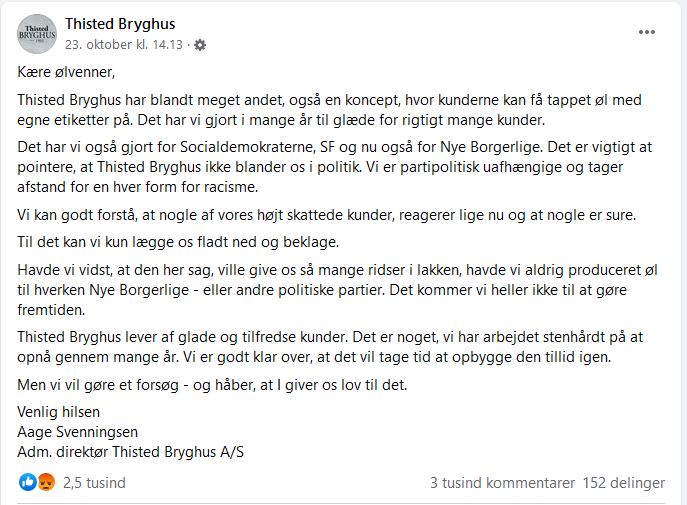 Thisted
BRYGHUS
1902
Thisted Bryghus
23. oktober kl. 14.13 ·
Kære ølvenner,
Thisted Bryghus har blandt meget andet, også en koncept, hvor kunderne kan få tappet øl med
egne etiketter på. Det har vi gjort i mange år til glæde for rigtigt mange kunder.
Det har vi også gjort for Socialdemokraterne, SF og nu også for Nye Borgerlige. Det er vigtigt at
pointere, at Thisted Bryghus ikke blander os i politik. Vi er partipolitisk uafhængige og tager
afstand for en hver form for racisme.
Vi kan godt forstå, at nogle af vores højt skattede kunder, reagerer lige nu og at nogle er sure.
Til det kan vi kun lægge os fladt ned og beklage.
Havde vi vidst, at den her sag, ville give os så mange ridser i lakken, havde vi aldrig produceret øl
til hverken Nye Borgerlige - eller andre politiske partier. Det kommer vi heller ikke til at gøre
fremtiden.
Thisted Bryghus lever af glade og tilfredse kunder. Det er noget, vi har arbejdet stenhårdt på at
opnå gennem mange år. Vi er godt klar over, at det vil tage tid at opbygge den tillid igen.
Men vi vil gøre et forsøg - og håber, at I giver os lov til det.
Venlig hilsen
Aage Svenningsen
Adm. direktør Thisted Bryghus A/S
2,5 tusind
3 tusind kommentarer 152 delinger